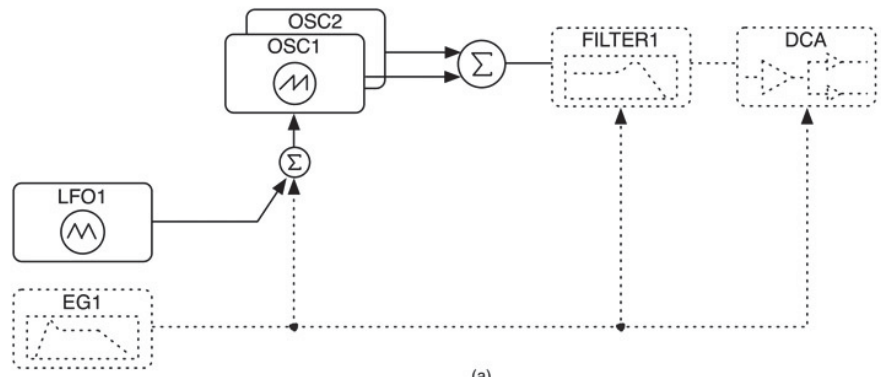 OSC2
OSC1
Σ
FILTER1
DCA
Σ
LFO1
EG1
(a)